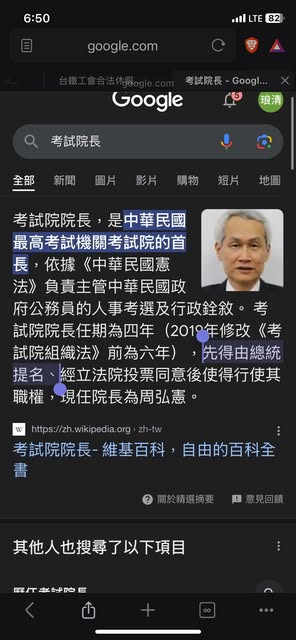 6:50
LTE 82
google.com
台鐵工會合法休假
google.com
考試院長 - Googl...
Google
琅清
考試院長
全部 新聞 圖片 影片 購物 短片 地圖
考試院院長，是中華民國
最高考試機關考試院的首
長，依據《中華民國憲
法》負責主管中華民國政
府公務員的人事考選及行政銓敘。 考
試院院長任期為四年（2019年修改《考
試院組織法》前為六年），先得由總統
提名、經立法院投票同意後使得行使其
職權，現任院長為周弘憲。
W https://zh.wikipedia.org › zh-tw
考試院院長- 維基百科，自由的百科全
書
關於精選摘要 意見回饋
其他人也搜尋了以下項目
歷任考試院長